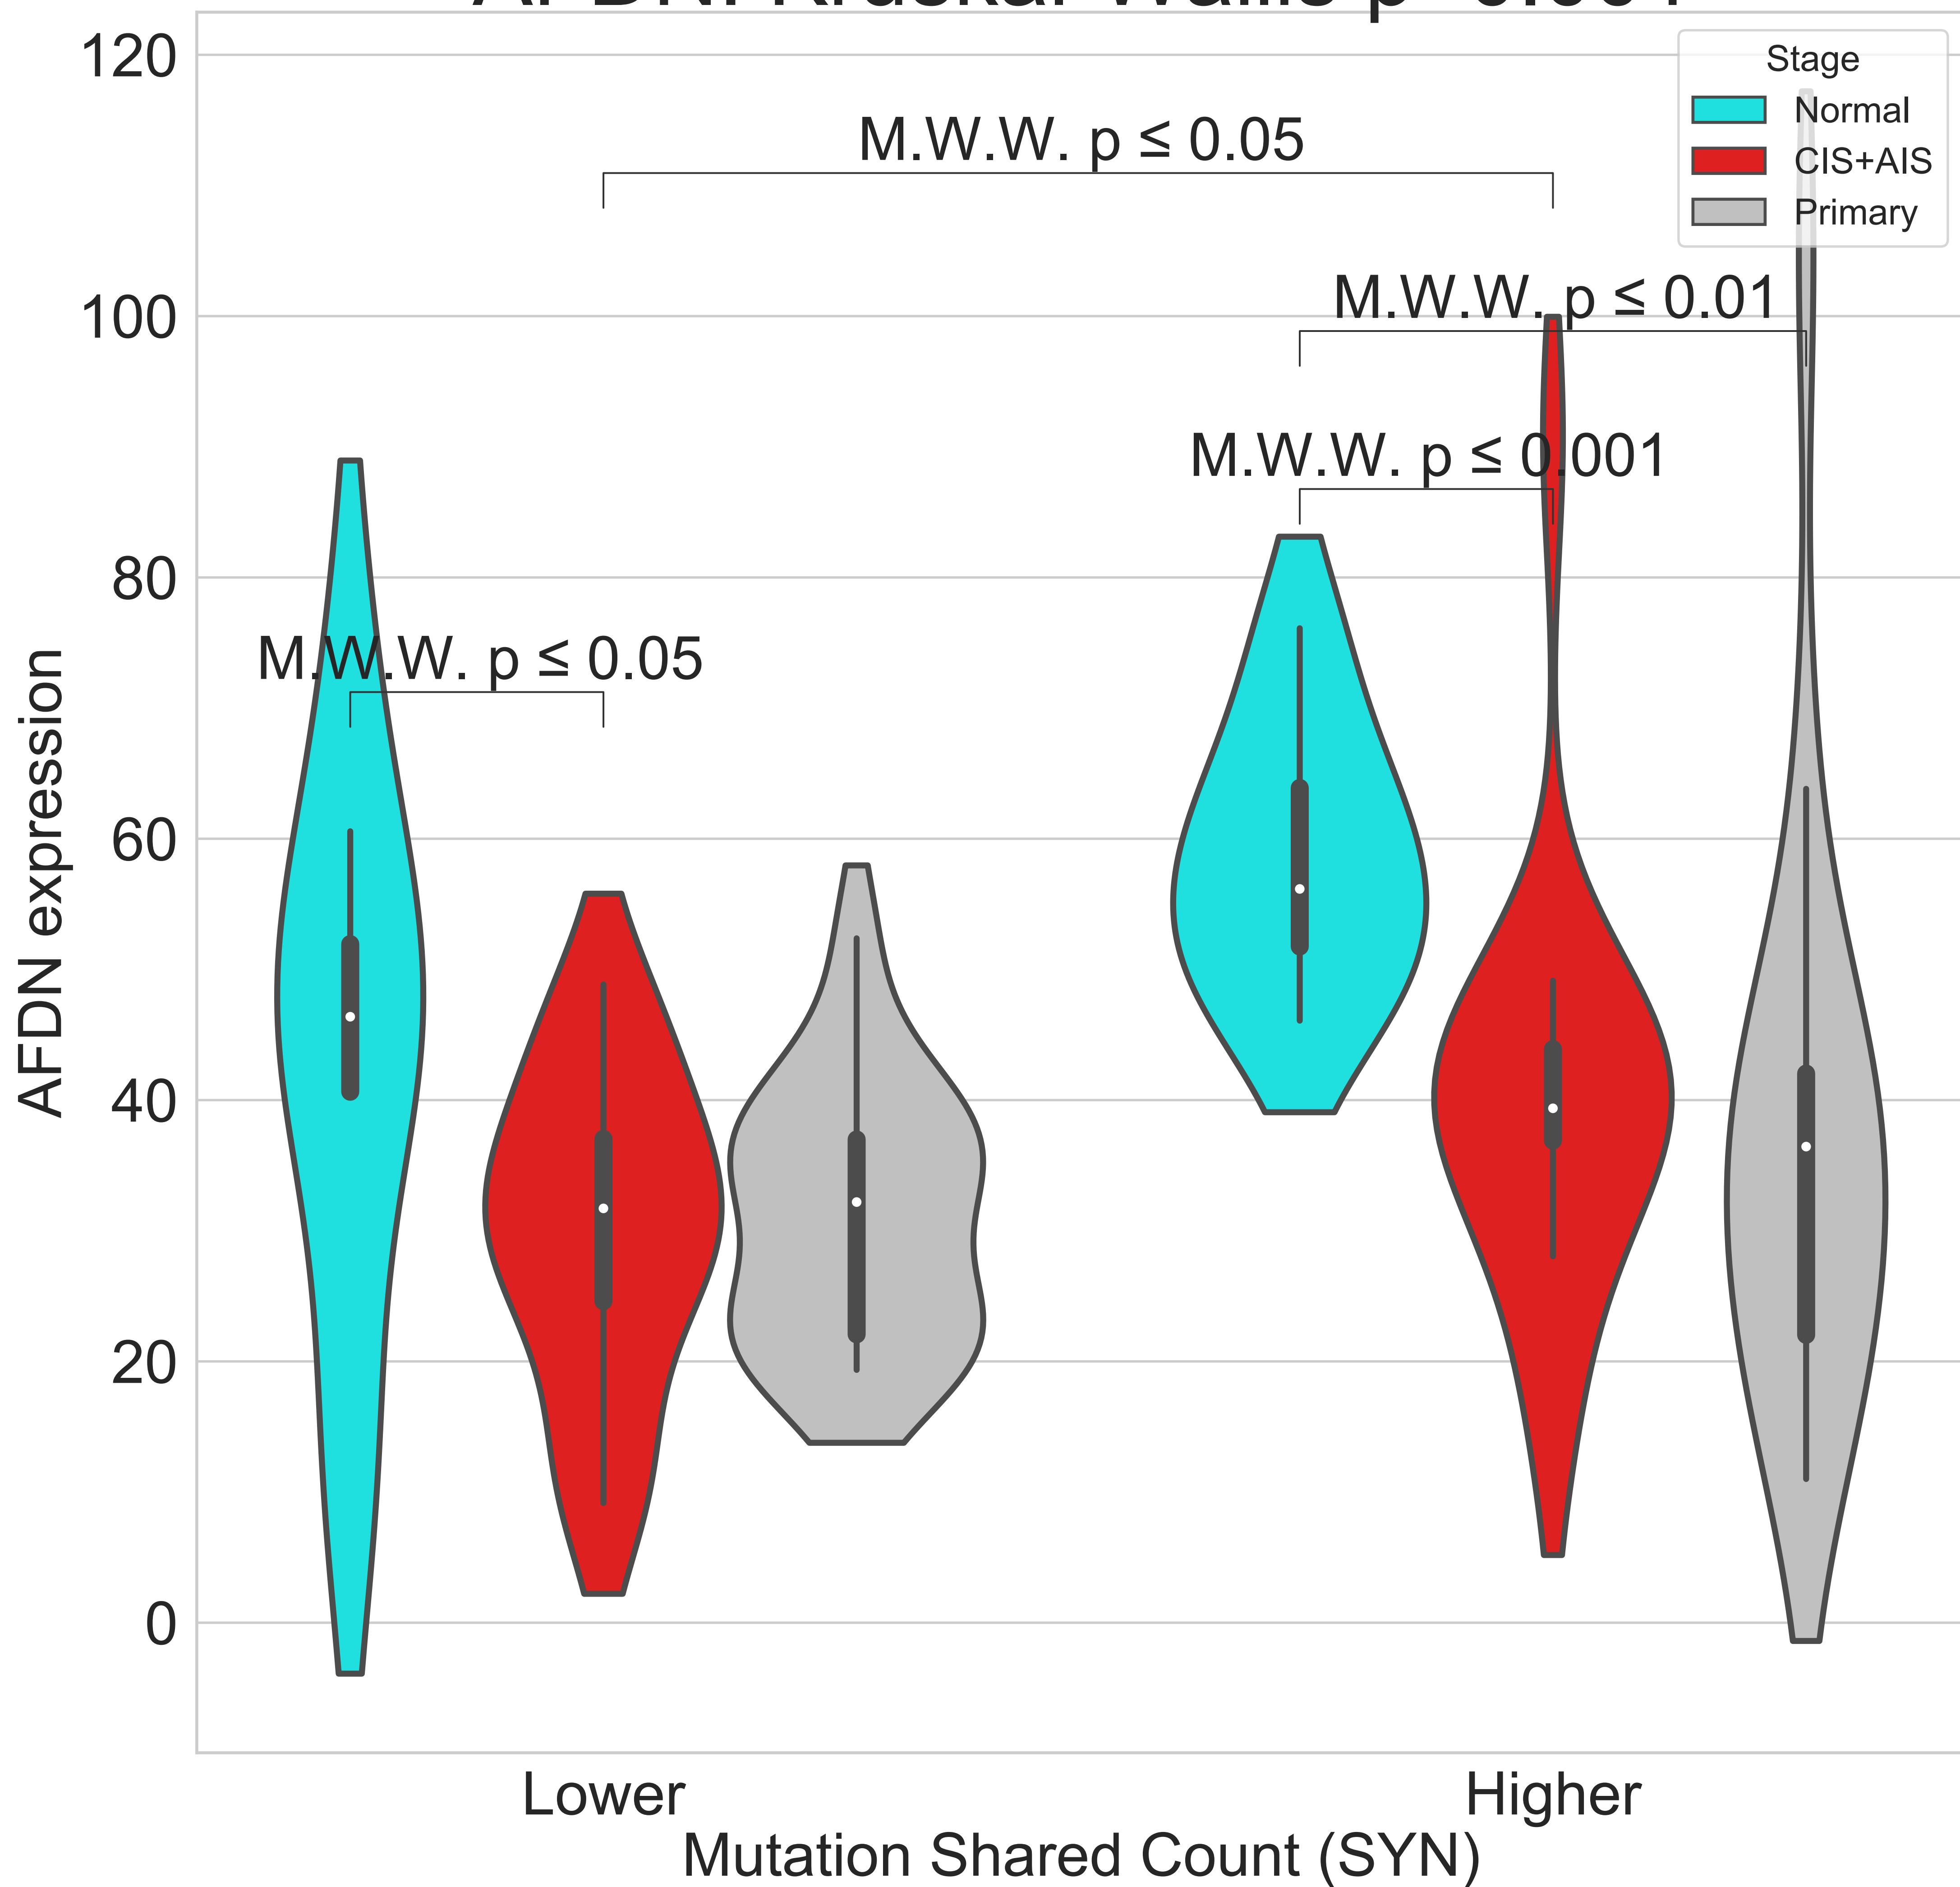 120
100
80
60
40
20
0
AFDN expression
M.W.W. p ≤ 0.05
M.W.W. p ≤ 0.01
M.W.W. p ≤ 0.001
M.W.W. p ≤ 0.05
Stage
Normal
CIS+AIS
Primary
Lower
Higher
Mutation Shared Count (SYN)